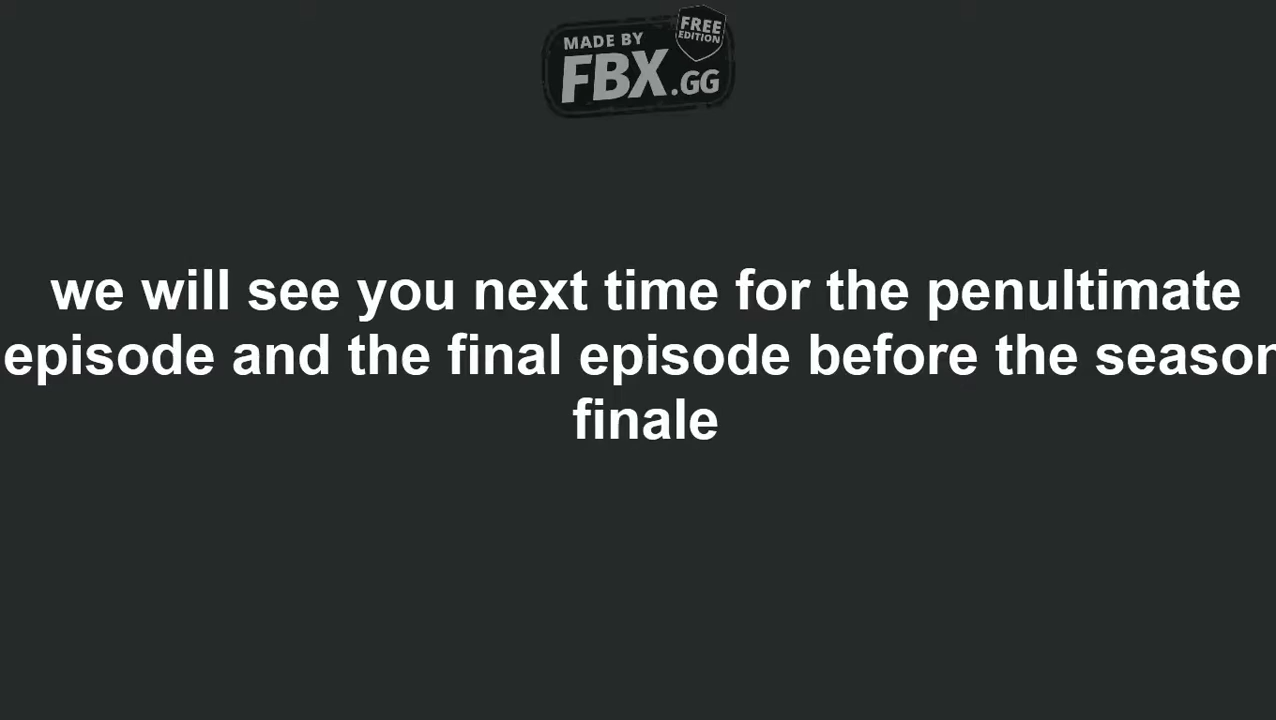 MADE BY
FREE
EDITION
FBX.GG
we will see you next time for the penultimate
episode and the final episode before the season
finale